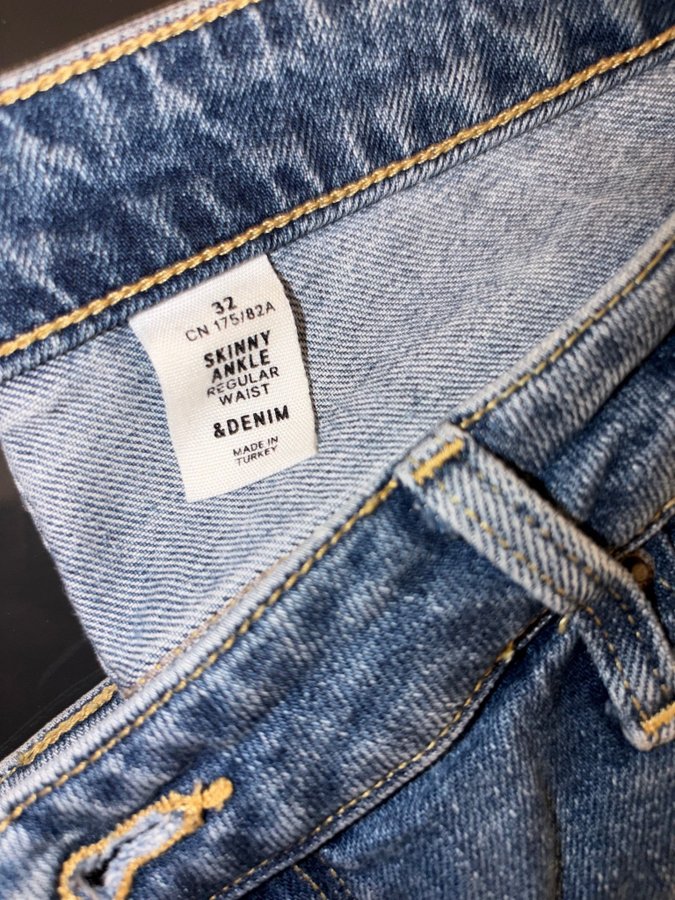 32
CN 175/82A
SKINNY
ANKLE
REGULAR
WAIST
&DENIM
MADE IN
TURKEY